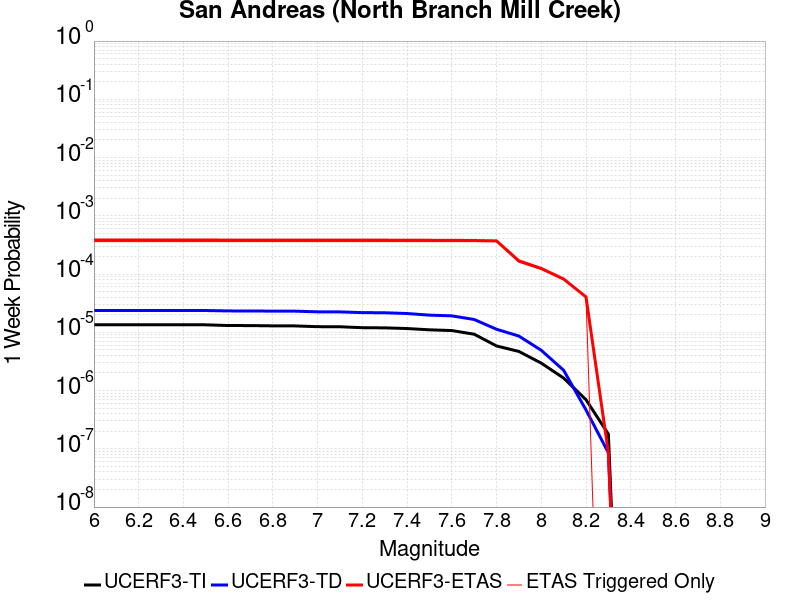 San Andreas (North Branch Mill Creek)
10^0
10^-1
10^-2
10^-3
10^-4
10^-5
10^-6
10^-7
10^-8
1 Week Probability
6 6.2 6.4 6.6 6.8 7 7.2 7.4 7.6 7.8 8 8.2 8.4 8.6 8.8 9
Magnitude
UCERF3-TI UCERF3-TD UCERF3-ETAS ETAS Triggered Only